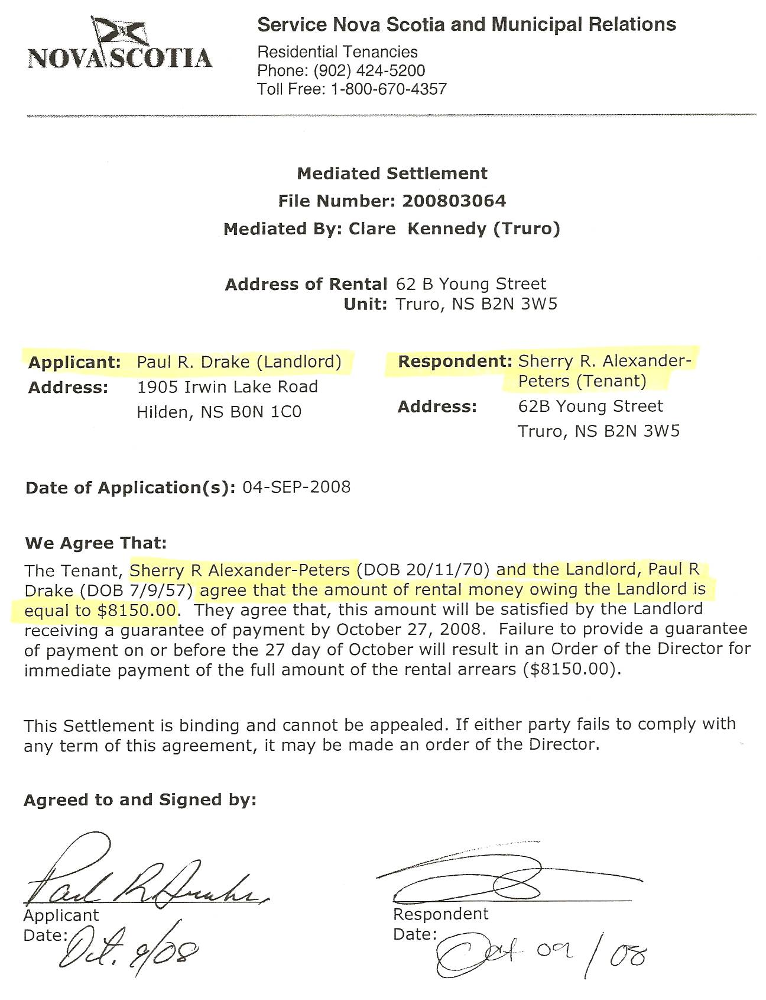 NOVA SCOTIA
Service Nova Scotia and Municipal Relations
Residential Tenancies
Phone: (902) 424-5200
Toll Free: 1-800-670-4357
Mediated Settlement
File Number: 200803064
Mediated By: Clare Kennedy (Truro)
Address of Rental 62 B Young Street
Unit: Truro, NS B2N 3W5
Applicant: Paul R. Drake (Landlord)
Address: 1905 Irwin Lake Road
Hilden, NS B0N 1C0
Respondent: Sherry R. Alexander-
Peters (Tenant)
Address: 62B Young Street
Truro, NS B2N 3W5
Date of Application(s): 04-SEP-2008
We Agree That:
The Tenant, Sherry R Alexander-Peters (DOB 20/11/70) and the Landlord, Paul R
Drake (DOB 7/9/57) agree that the amount of rental money owing the Landlord is
equal to $8150.00. They agree that, this amount will be satisfied by the Landlord
receiving a guarantee of payment by October 27, 2008. Failure to provide a guarantee
of payment on or before the 27 day of October will result in an Order of the Director for
immediate payment of the full amount of the rental arrears ($8150.00).
This Settlement is binding and cannot be appealed. If either party fails to comply with
any term of this agreement, it may be made an order of the Director.
Agreed to and Signed by:
Paul R Drake
Applicant
Date: Oct. 9/08
Respondent
Date: Oct 09 / 08